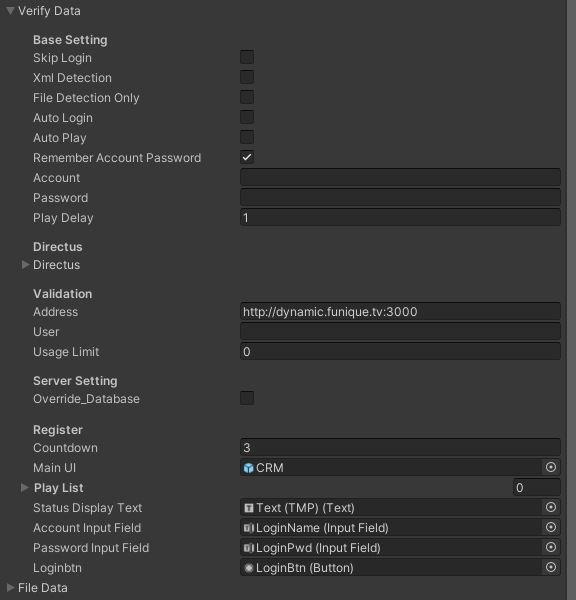 Verify Data
Base Setting
Skip Login
Xml Detection
File Detection Only
Auto Login
Auto Play
Remember Account Password
Account
Password
Play Delay 1
Directus
Directus
Validation
Address http://dynamic.funique.tv:3000
User
Usage Limit 0
Server Setting
Override_Database
Register
Countdown 3
Main UI CRM
Play List 0
Status Display Text Text (TMP) (Text)
Account Input Field LoginName (Input Field)
Password Input Field LoginPwd (Input Field)
Loginbtn LoginBtn (Button)
File Data